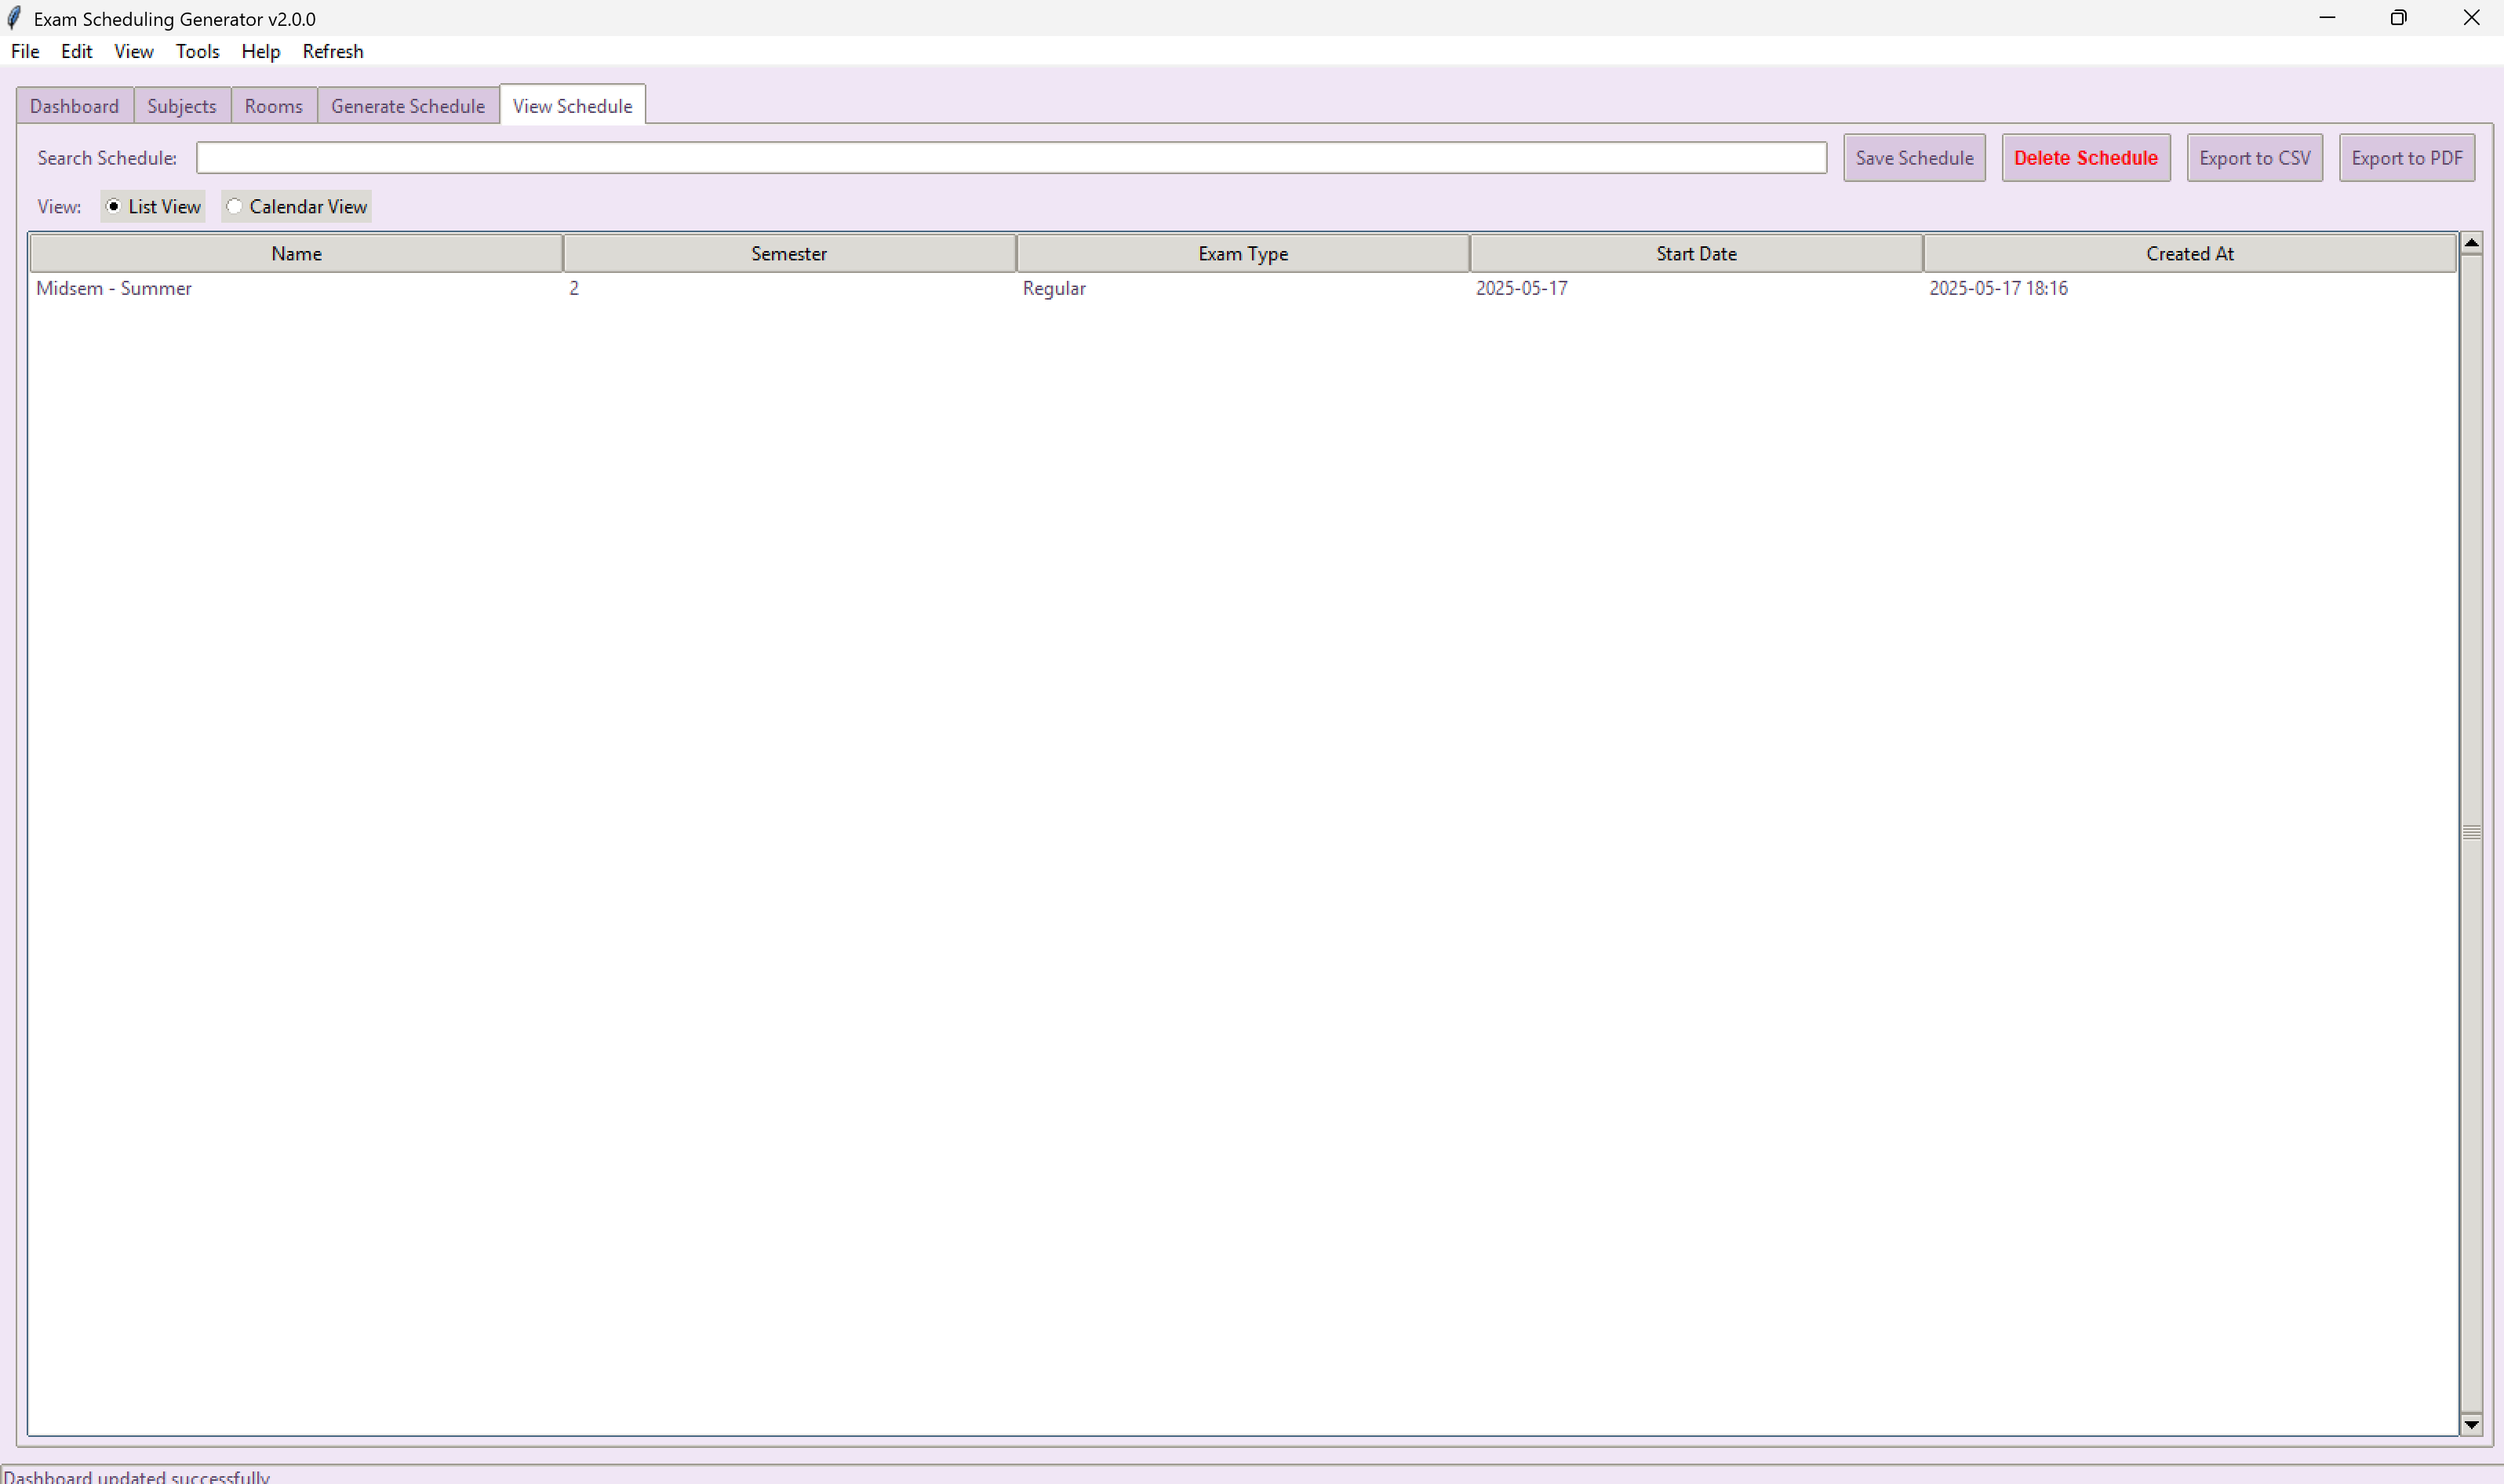 Exam Scheduling Generator v2.0.0
File Edit View Tools Help Refresh
Dashboard Subjects Rooms Generate Schedule View Schedule
Search Schedule: Save Schedule Delete Schedule Export to CSV Export to PDF
View: List View Calendar View
Name Semester Exam Type Start Date Created At
Midsem - Summer 2 Regular 2025-05-17 2025-05-17 18:16
Dashboard updated successfully